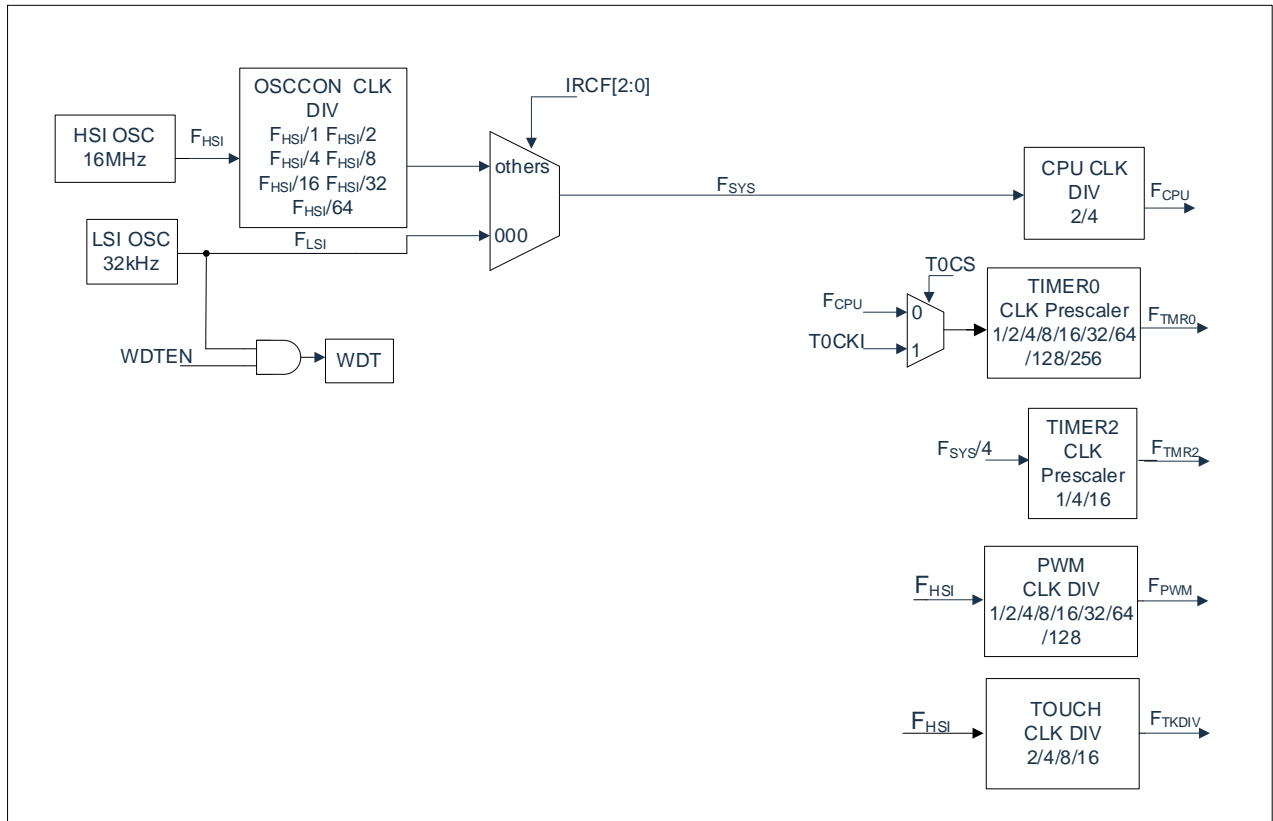 HSI OSC
16MHz
FHSI
OSCCON CLK
DIV
FHSI/1 FHSI/2
FHSI/4 FHSI/8
FHSI/16 FHSI/32
FHSI/64
IRCF[2:0]
others
000
LSI OSC
32kHz
FLSI
WDTEN
WDT
FSYS
CPU CLK
DIV
2/4
FCPU
T0CS
FCPU
0
T0CKI
1
TIMER0
CLK Prescaler
1/2/4/8/16/32/64
/128/256
FTMR0
FSYS/4
TIMER2
CLK
Prescaler
1/4/16
FTMR2
FHSI
PWM
CLK DIV
1/2/4/8/16/32/64
/128
FPWM
FHSI
TOUCH
CLK DIV
2/4/8/16
FTKDIV